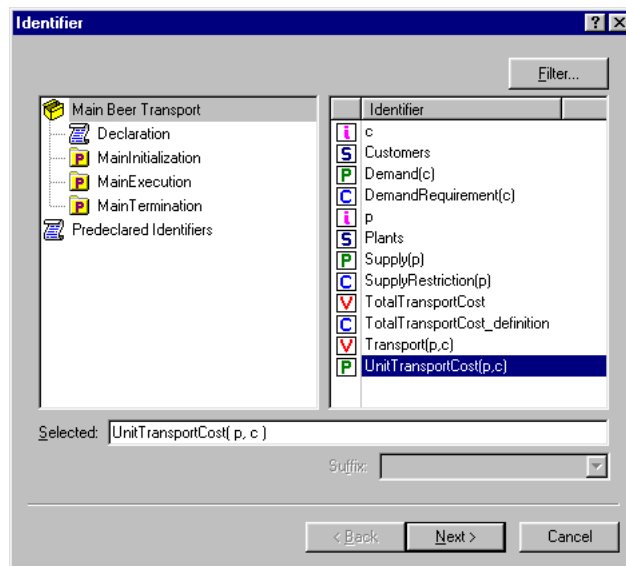 Identifier
Filter...
Main Beer Transport
Declaration
P MainInitialization
P MainExecution
P MainTermination
Predeclared Identifiers
Identifier
i c
S Customers
P Demand(c)
C DemandRequirement(c)
i p
S Plants
P Supply(p)
C SupplyRestriction(p)
V TotalTransportCost
C TotalTransportCost_definition
V Transport(p,c)
P UnitTransportCost(p,c)
Selected: UnitTransportCost( p, c )
Suffix:
< Back Next > Cancel